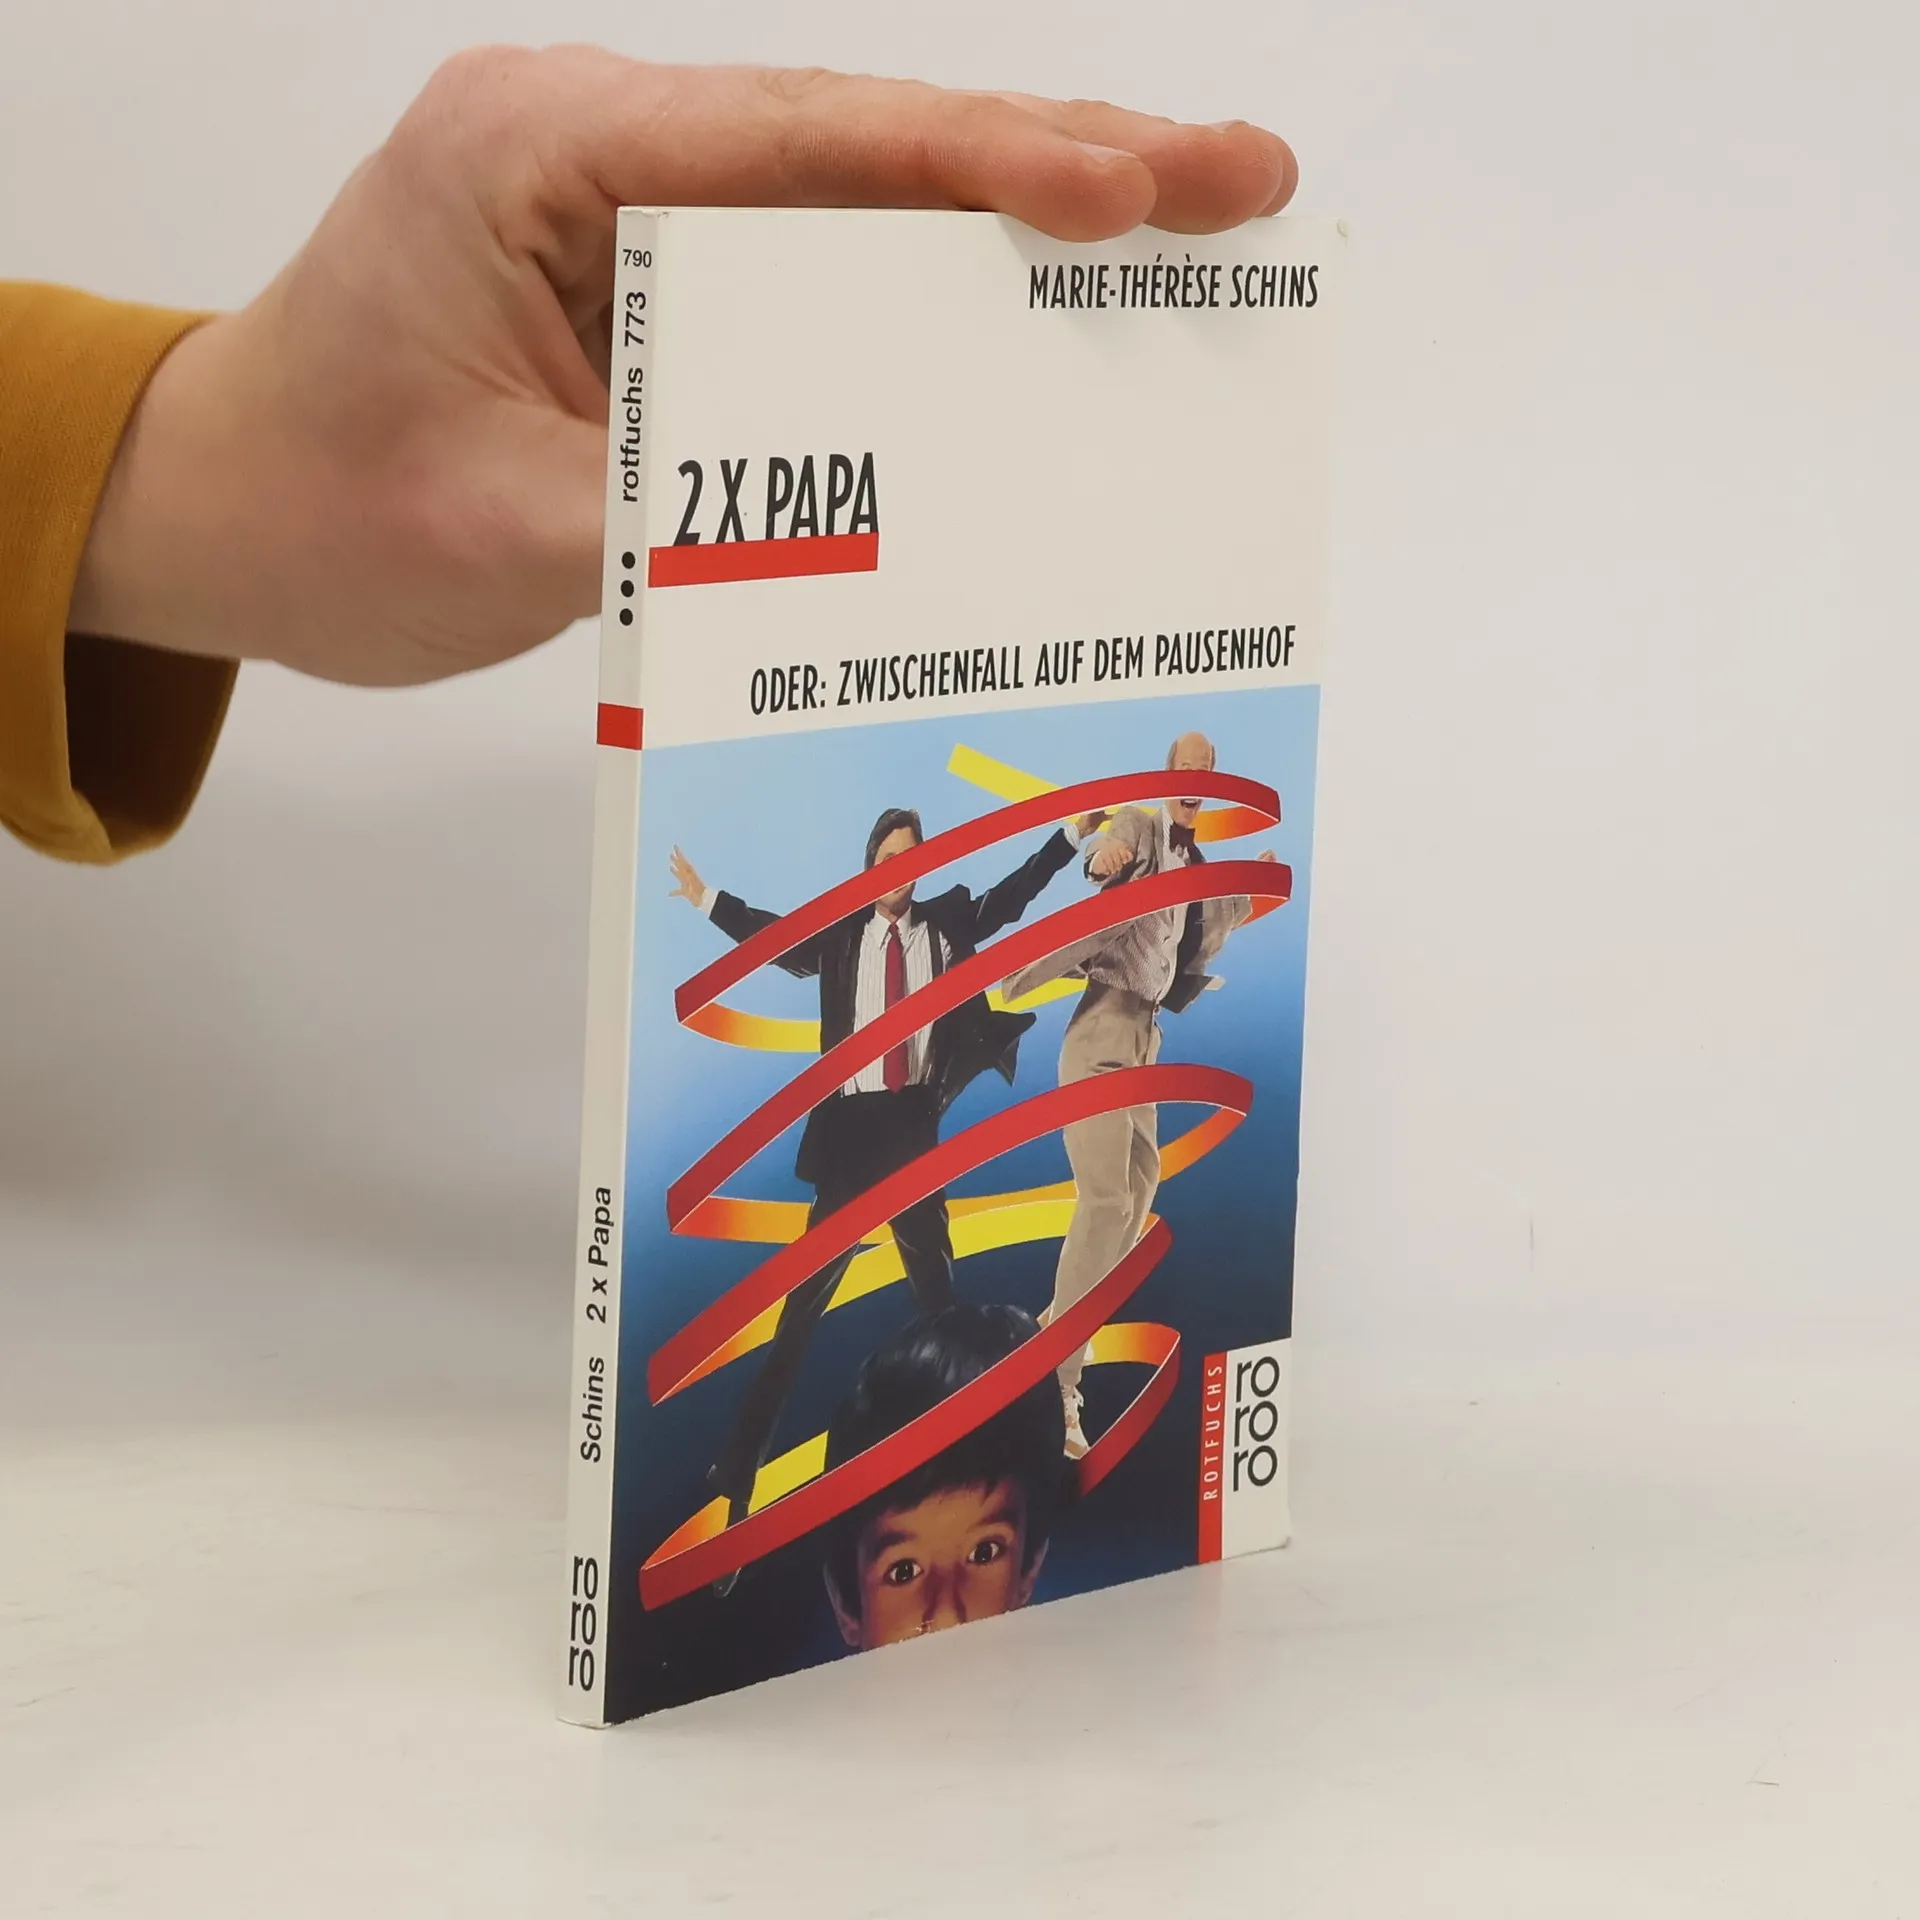 790
rotfuchs 773
Schins 2 x Papa
ro
ro
ro
MARIE-THÉRÈSE SCHINS
2 X PAPA
ODER: ZWISCHENFALL AUF DEM PAUSENHOF
ROTFUCHS
ro
ro
ro